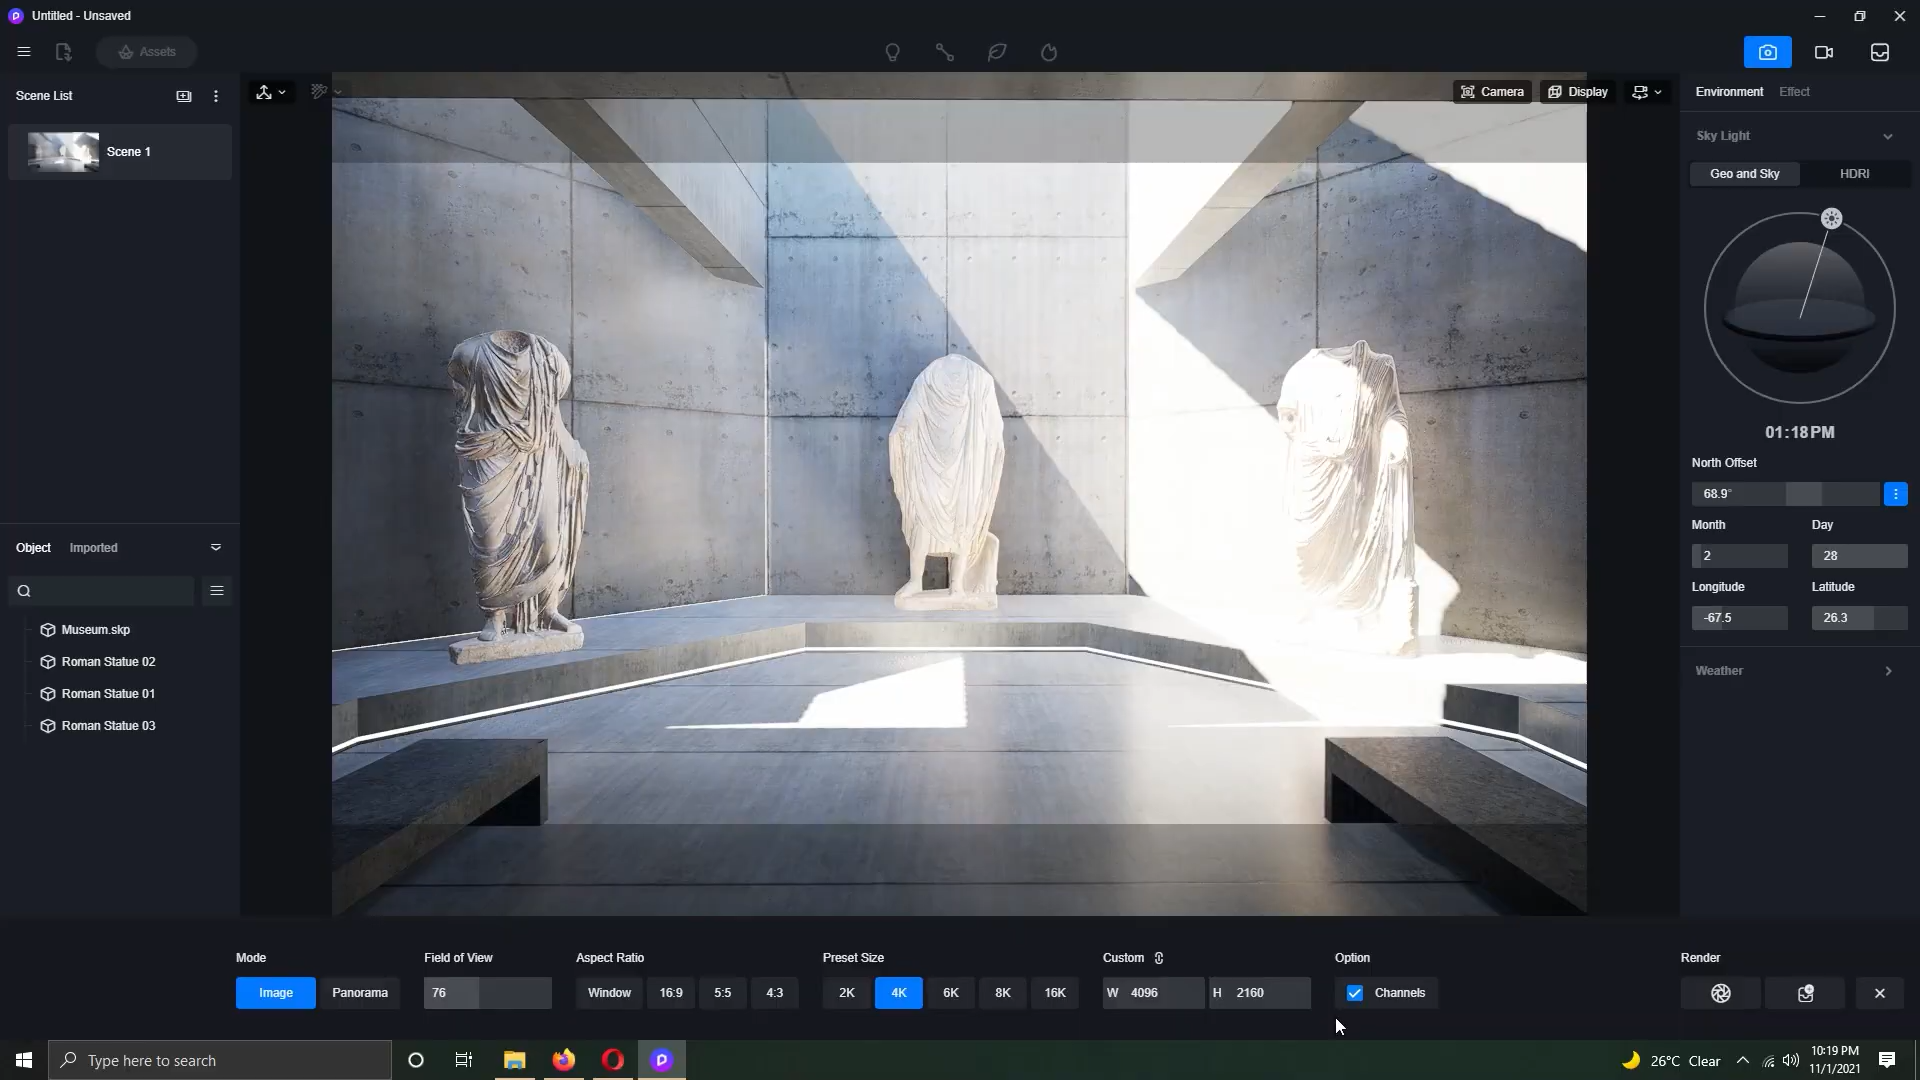 Untitled - Unsaved
Assets
Scene List
Scene 1
Camera
Display
Environment
Effect
Sky Light
Geo and Sky
HDRI
01:18PM
North Offset
68.9°
Month
Day
2
28
Longitude
Latitude
-67.5
26.3
Weather
Object
Imported
Museum.skp
Roman Statue 02
Roman Statue 01
Roman Statue 03
Mode
Field of View
Aspect Ratio
Preset Size
Custom
Option
Render
Image
Panorama
76
Window
16:9
5:5
4:3
2K
4K
6K
8K
16K
W 4096
H 2160
Channels
Type here to search
26°C Clear
10:19 PM
11/1/2021